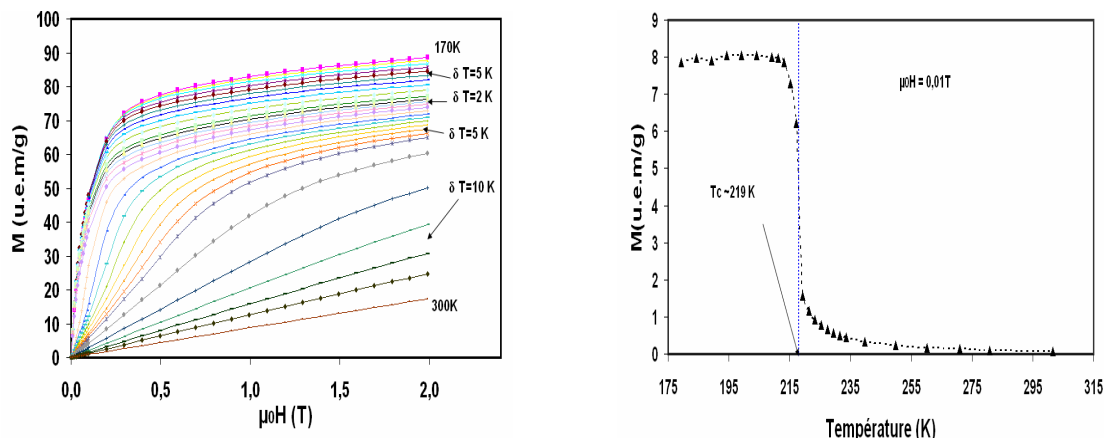 M (u.e.m/g)
100
90
80
70
60
50
40
30
20
10
0
170K
δ T=5 K
δ T=2 K
δ T=5 K
δ T=10 K
300K
0,0 0,5 1,0 1,5 2,0
µ₀H (T)
M(u.e.m/g)
9
8
7
6
5
4
3
2
1
0
µ₀H = 0,01T
Tc ~219 K
175 195 215 235 255 275 295 315
Température (K)